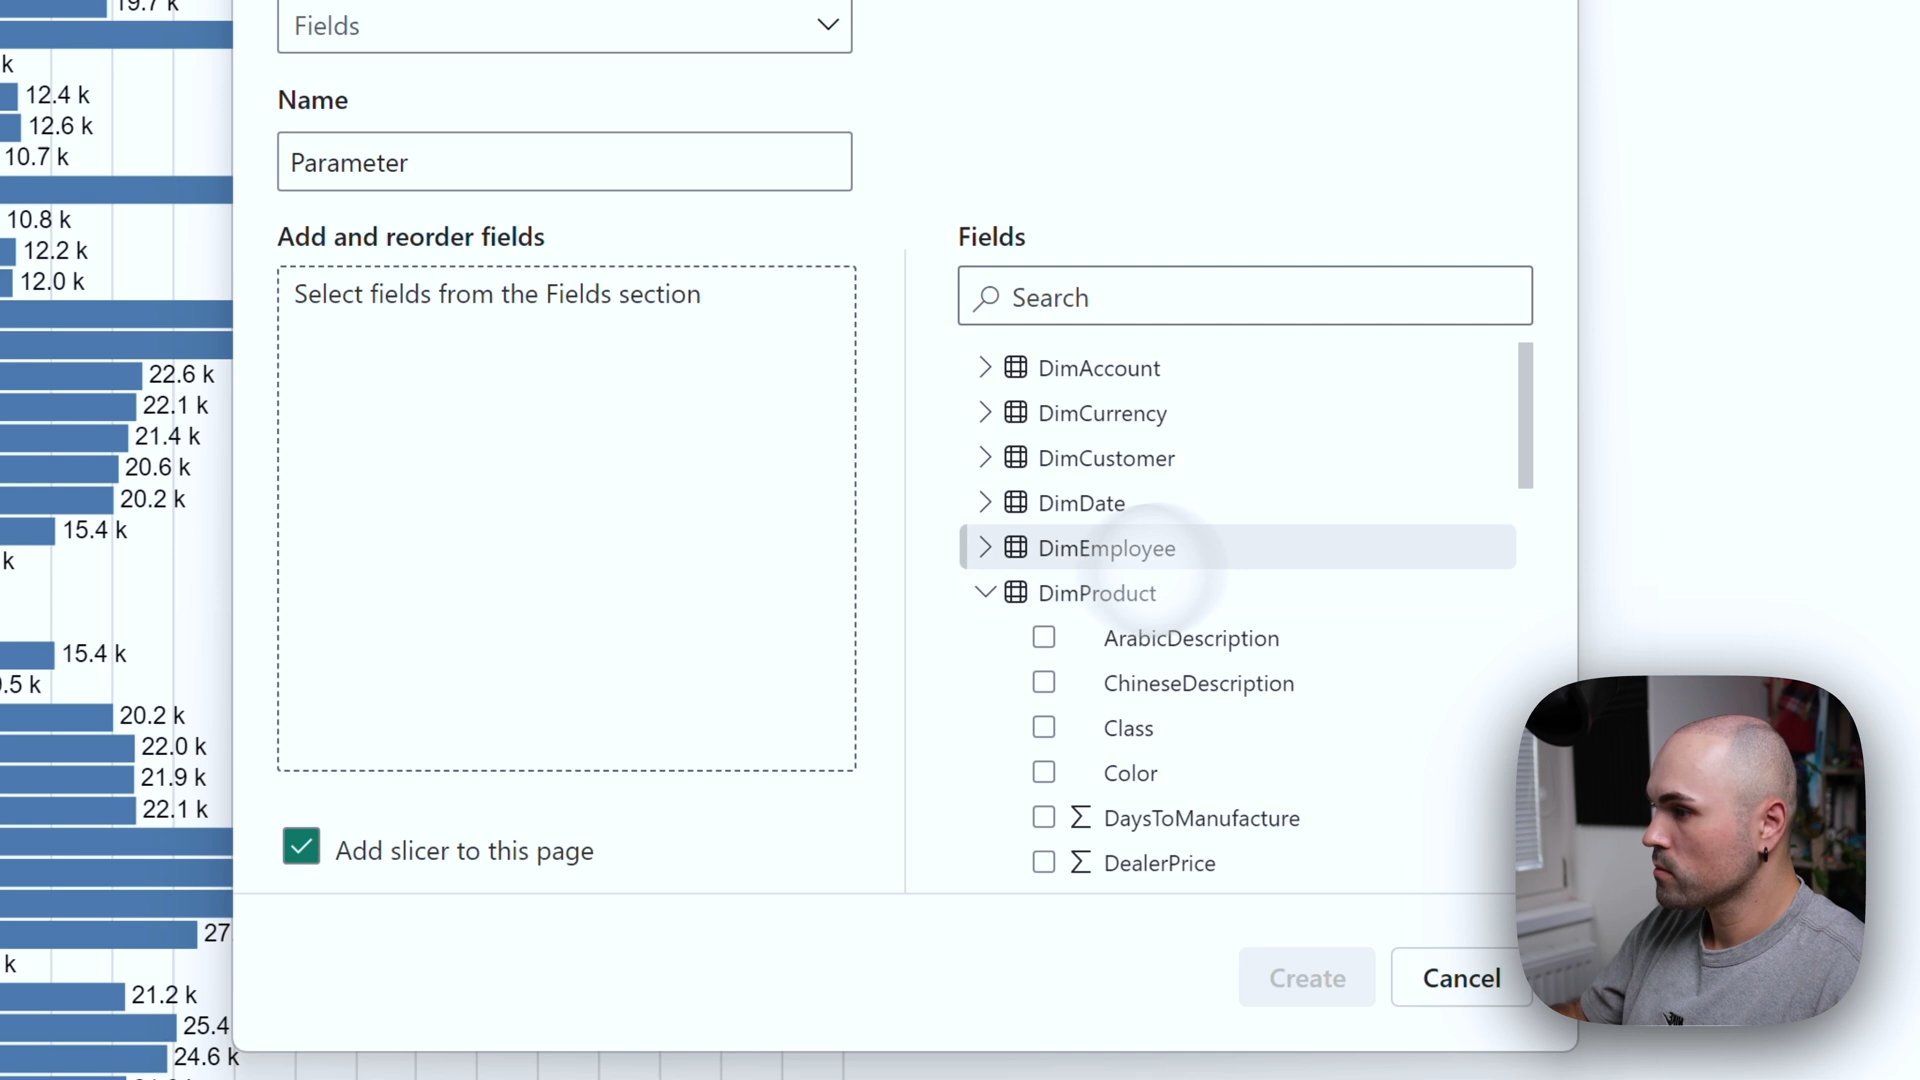 19.7 k
Fields
k
12.4 k
Name
12.6 k
10.7 k
Parameter
10.8 k
Add and reorder fields
Fields
12.2 k
12.0 k
Select fields from the Fields section
Search
DimAccount
22.6 k
22.1 k
DimCurrency
21.4 k
DimCustomer
20.6 k
20.2 k
DimDate
15.4 k
DimEmployee
k
DimProduct
ArabicDescription
15.4 k
.5 k
ChineseDescription
20.2 k
Class
22.0 k
Color
21.9 k
22.1 k
DaysToManufacture
Add slicer to this page
DealerPrice
27
k
Create
Cancel
21.2 k
25.4
24.6 k